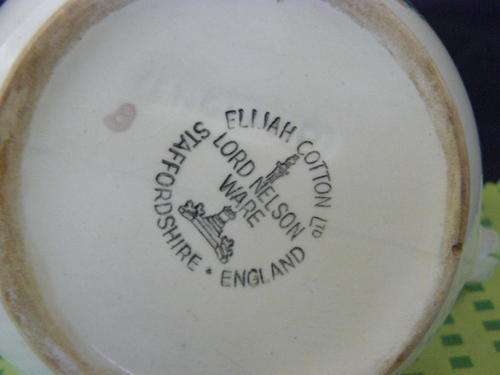 ELIJAH COTTON LTD
LORD NELSON
WARE
STAFFORDSHIRE • ENGLAND